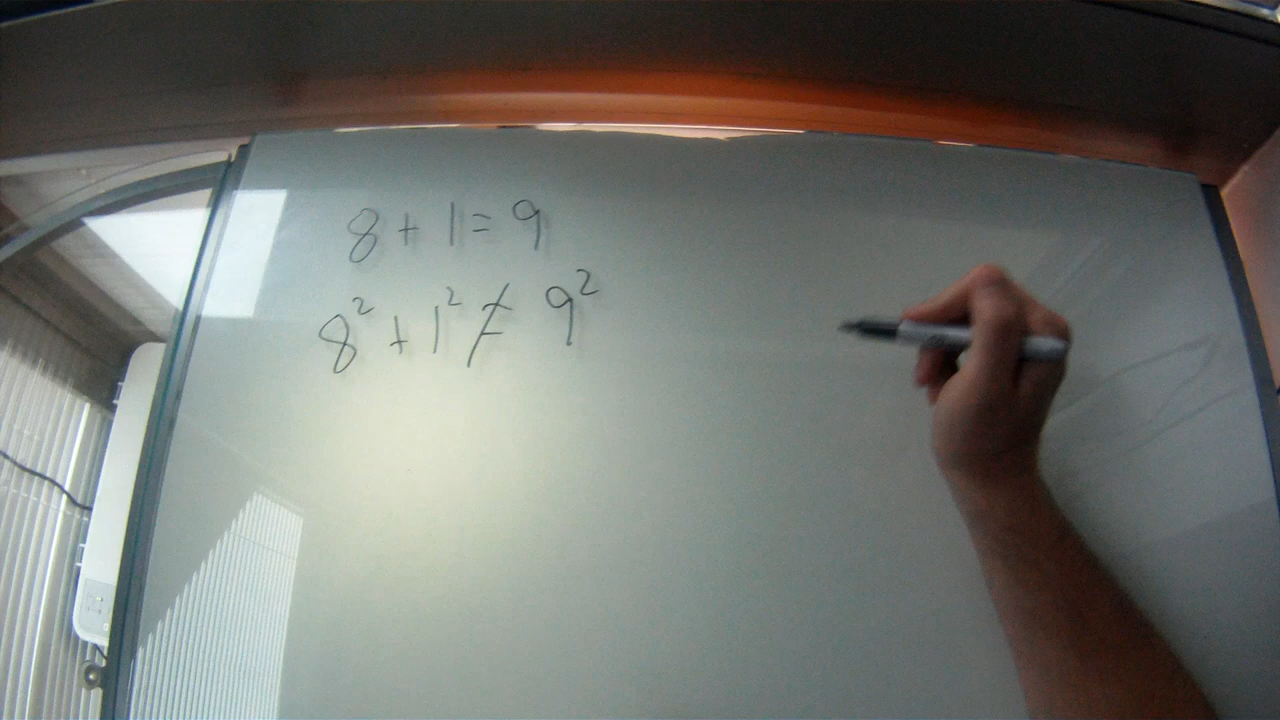 8 + 1 = 9
8² + 1² ≠ 9²